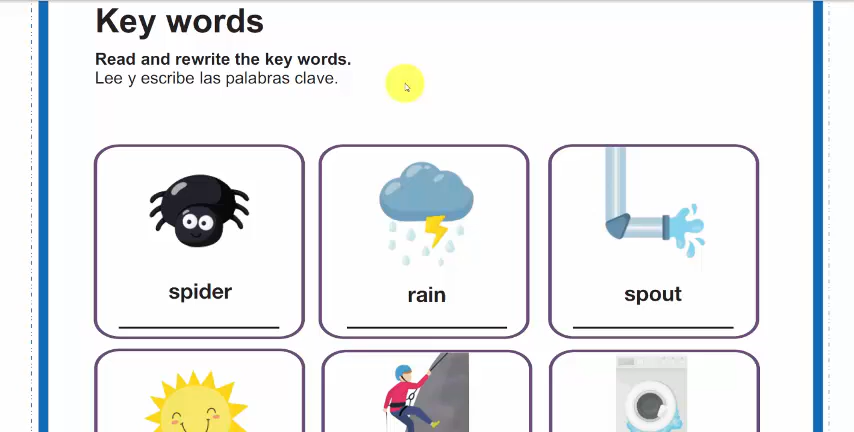 Key words
Read and rewrite the key words.
Lee y escribe las palabras clave.
spider
rain
spout